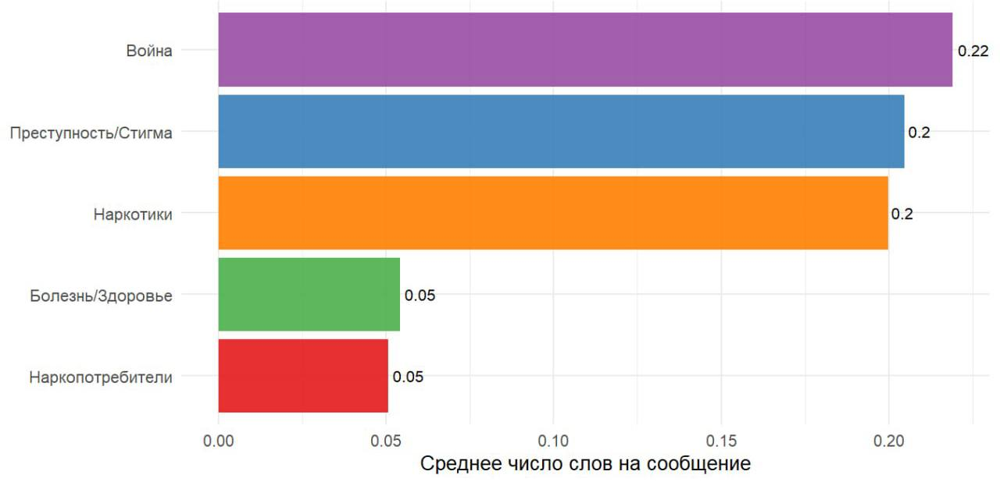 Война 0.22
Преступность/Стигма 0.2
Наркотики 0.2
Болезнь/Здоровье 0.05
Наркопотребители 0.05
0.00 0.05 0.10 0.15 0.20
Среднее число слов на сообщение